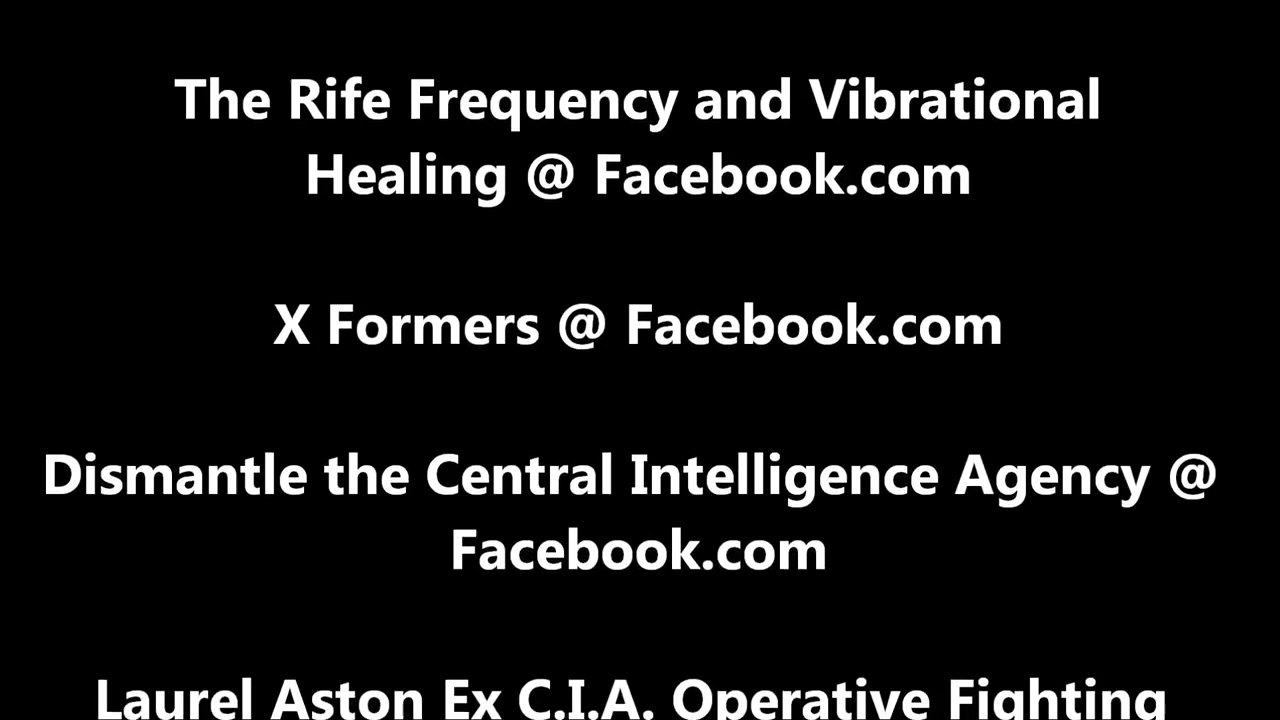 The Rife Frequency and Vibrational
Healing @ Facebook.com
X Formers @ Facebook.com
Dismantle the Central Intelligence Agency @
Facebook.com
Laurel Aston Ex C.I.A. Operative Fighting